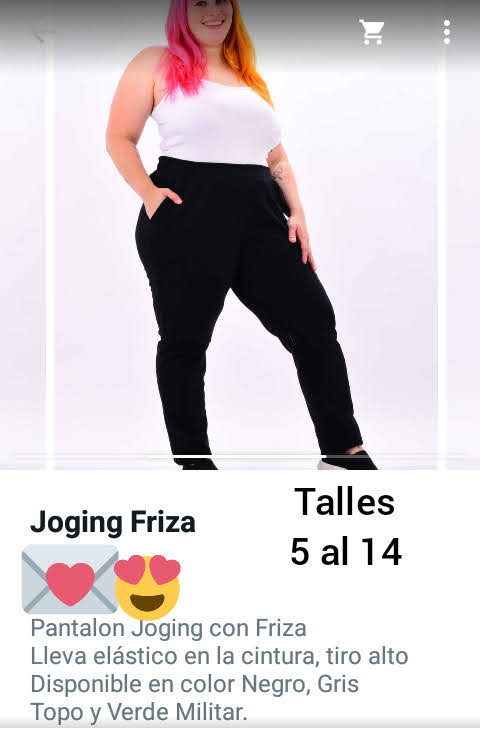 Joging Friza
Talles
5 al 14
Pantalon Joging con Friza
Lleva elástico en la cintura, tiro alto
Disponible en color Negro, Gris
Topo y Verde Militar.